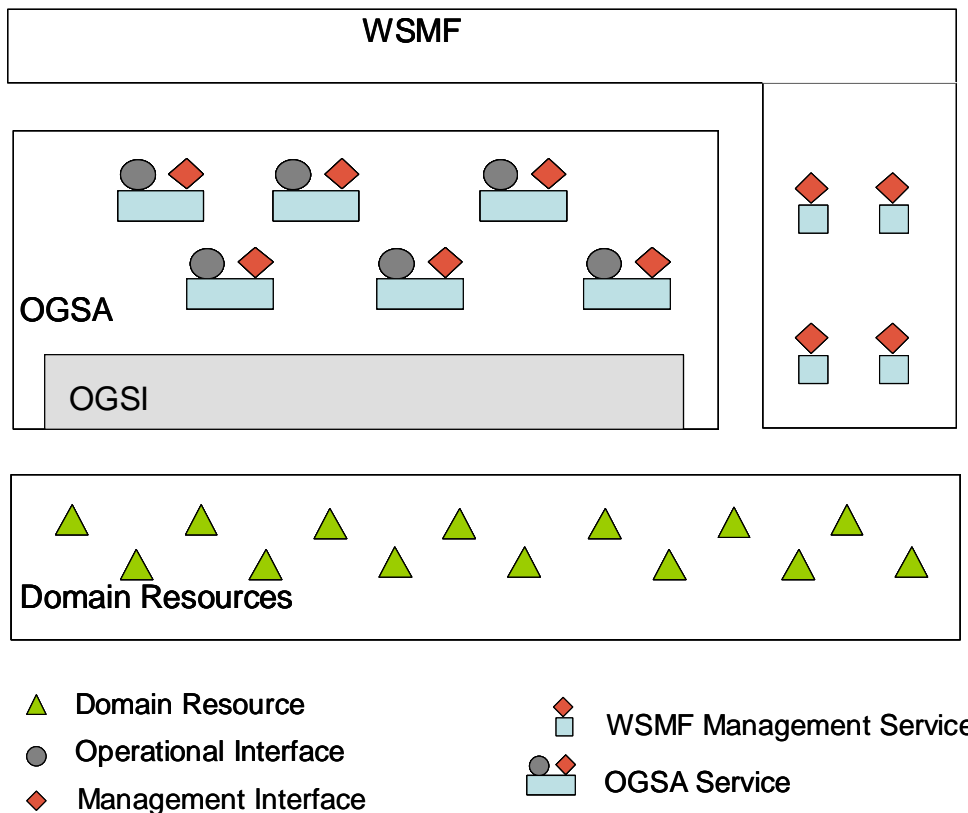 WSMF
OGSA
OGSI
Domain Resources
Domain Resource
Operational Interface
Management Interface
WSMF Management Service
OGSA Service